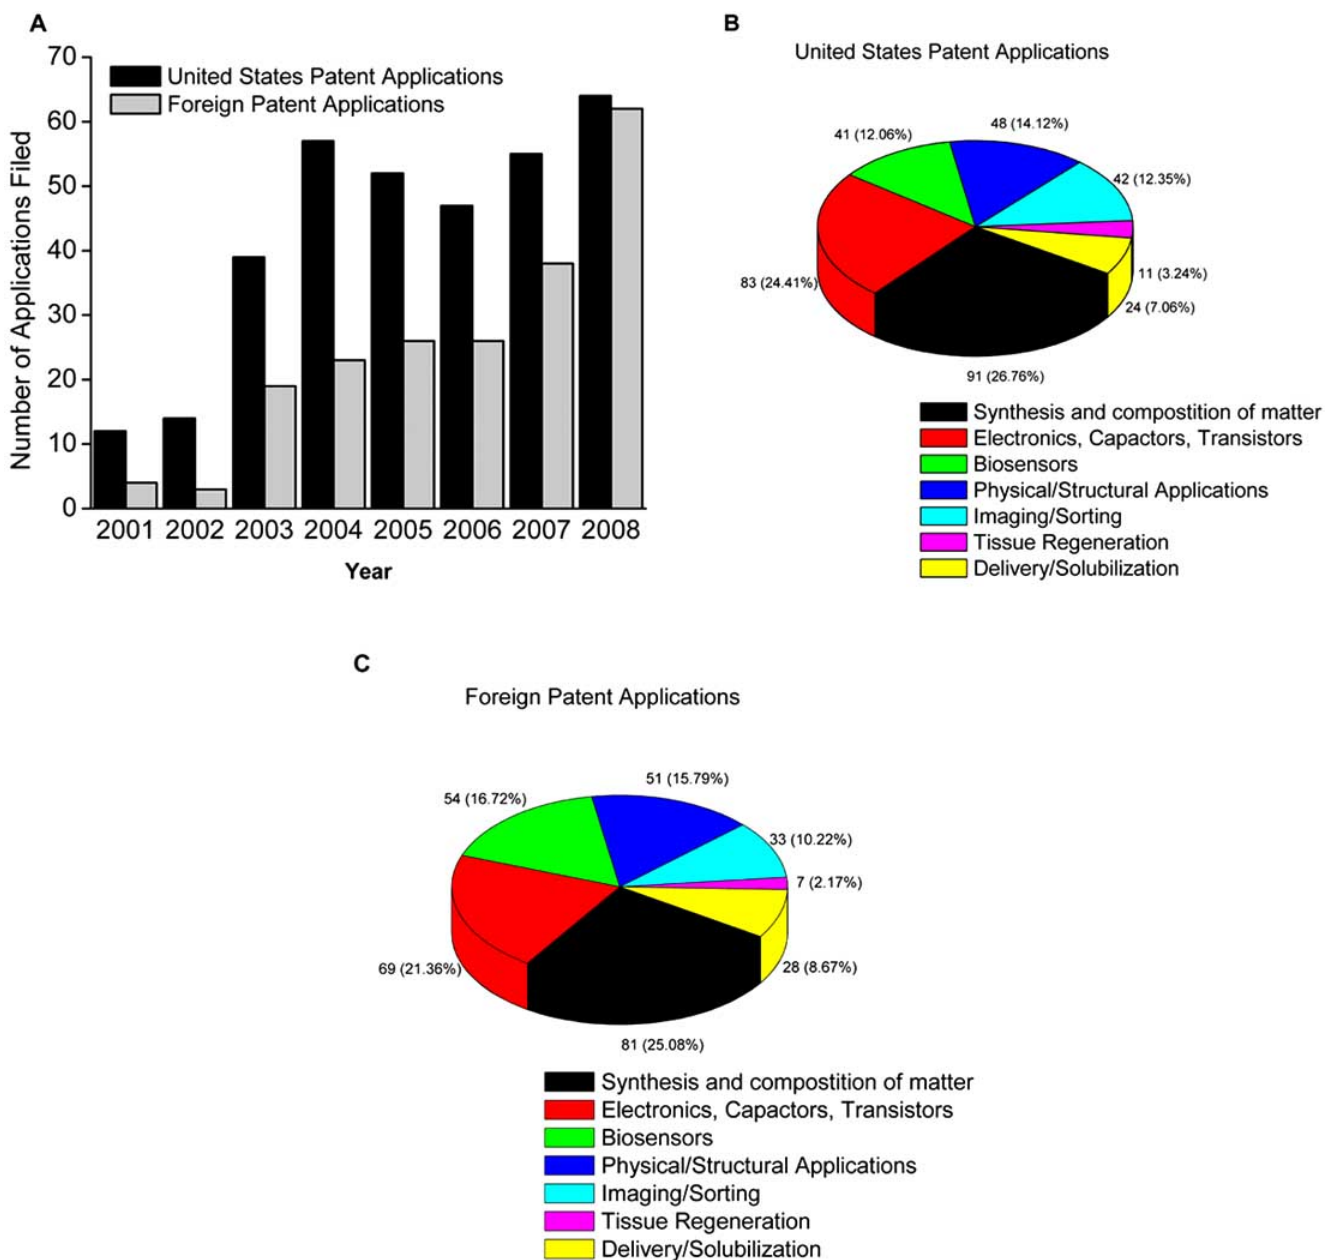 A
70
60
50
40
30
20
10
0
Number of Applications Filed
United States Patent Applications
Foreign Patent Applications
2001 2002 2003 2004 2005 2006 2007 2008
Year
B
United States Patent Applications
48 (14.12%)
41 (12.06%)
42 (12.35%)
83 (24.41%)
11 (3.24%)
24 (7.06%)
91 (26.76%)
Synthesis and compostition of matter
Electronics, Capactors, Transistors
Biosensors
Physical/Structural Applications
Imaging/Sorting
Tissue Regeneration
Delivery/Solubilization
C
Foreign Patent Applications
51 (15.79%)
54 (16.72%)
33 (10.22%)
7 (2.17%)
69 (21.36%)
28 (8.67%)
81 (25.08%)
Synthesis and compostition of matter
Electronics, Capactors, Transistors
Biosensors
Physical/Structural Applications
Imaging/Sorting
Tissue Regeneration
Delivery/Solubilization